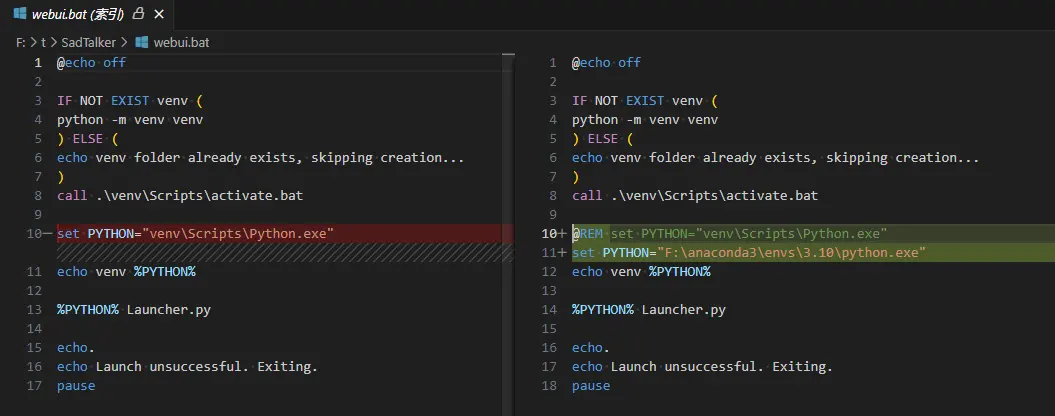 webui.bat (索引)
F: > t > SadTalker > webui.bat
1 @echo off
2
3 IF NOT EXIST venv (
4 python -m venv venv
5 ) ELSE (
6 echo venv folder already exists, skipping creation...
7 )
8 call .\venv\Scripts\activate.bat
9
10— set PYTHON="venv\Scripts\Python.exe"
11 echo venv %PYTHON%
12
13 %PYTHON% Launcher.py
14
15 echo.
16 echo Launch unsuccessful. Exiting.
17 pause
1 @echo off
2
3 IF NOT EXIST venv (
4 python -m venv venv
5 ) ELSE (
6 echo venv folder already exists, skipping creation...
7 )
8 call .\venv\Scripts\activate.bat
9
10+ @REM set PYTHON="venv\Scripts\Python.exe"
11+ set PYTHON="F:\anaconda3\envs\3.10\python.exe"
12 echo venv %PYTHON%
13
14 %PYTHON% Launcher.py
15
16 echo.
17 echo Launch unsuccessful. Exiting.
18 pause